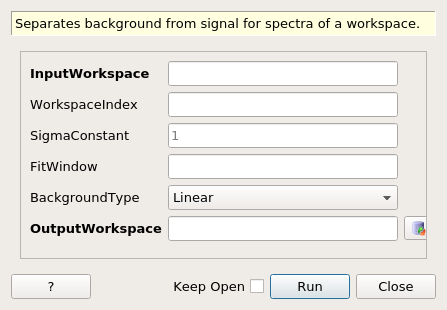 Separates background from signal for spectra of a workspace.
InputWorkspace
WorkspaceIndex
SigmaConstant 1
FitWindow
BackgroundType Linear
OutputWorkspace
? Keep Open Run Close